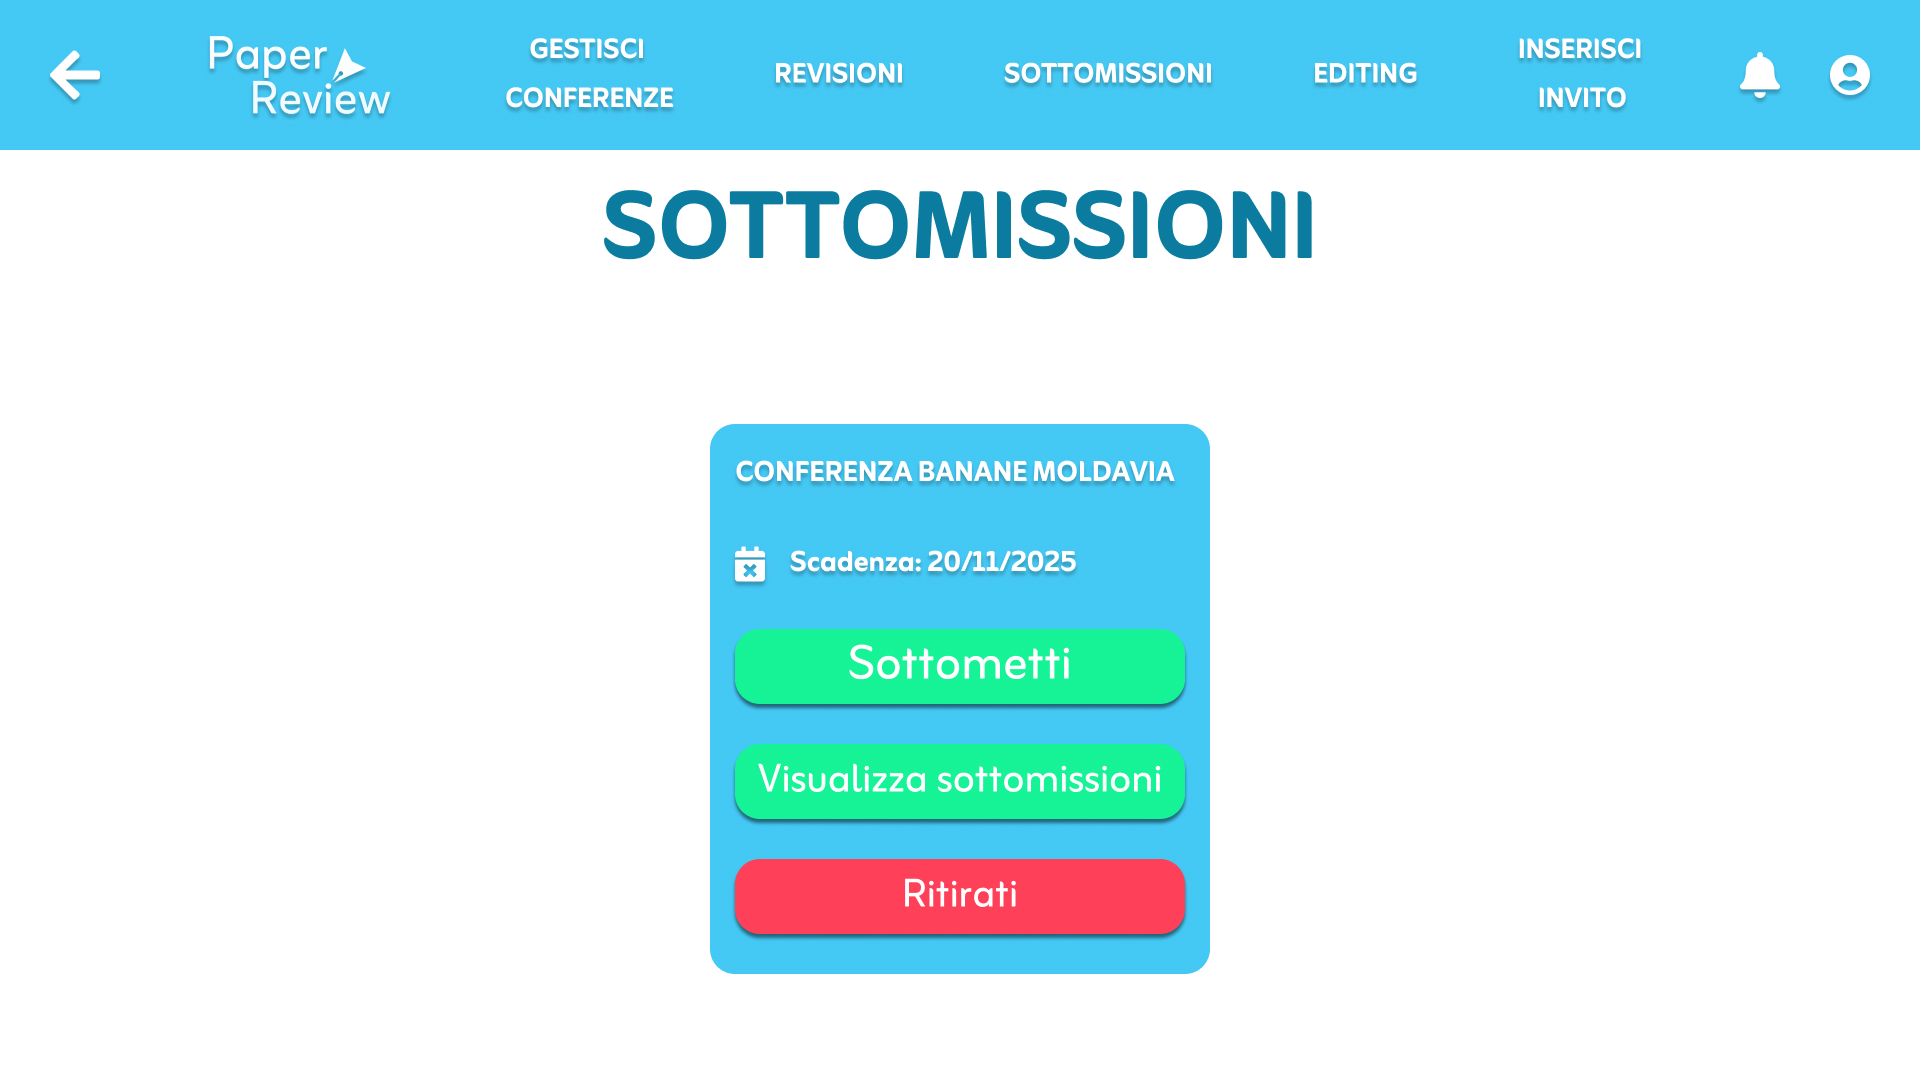 Paper
Review
GESTISCI
CONFERENZE
REVISIONI
SOTTOMISSIONI
EDITING
INSERISCI
INVITO
SOTTOMISSIONI
CONFERENZA BANANE MOLDAVIA
Scadenza: 20/11/2025
Sottometti
Visualizza sottomissioni
Ritirati